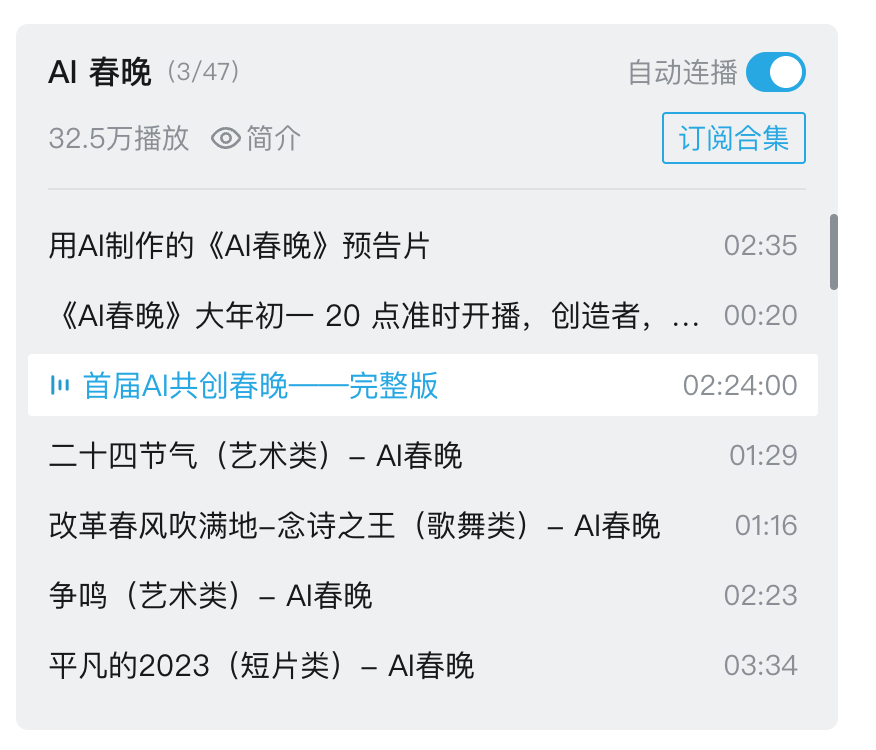 AI 春晚 (3/47) 自动连播
32.5万播放 简介 订阅合集
用AI制作的《AI春晚》预告片 02:35
《AI春晚》大年初一 20 点准时开播，创造者，... 00:20
首届AI共创春晚——完整版 02:24:00
二十四节气（艺术类）– AI春晚 01:29
改革春风吹满地–念诗之王（歌舞类）– AI春晚 01:16
争鸣（艺术类）– AI春晚 02:23
平凡的2023（短片类）– AI春晚 03:34